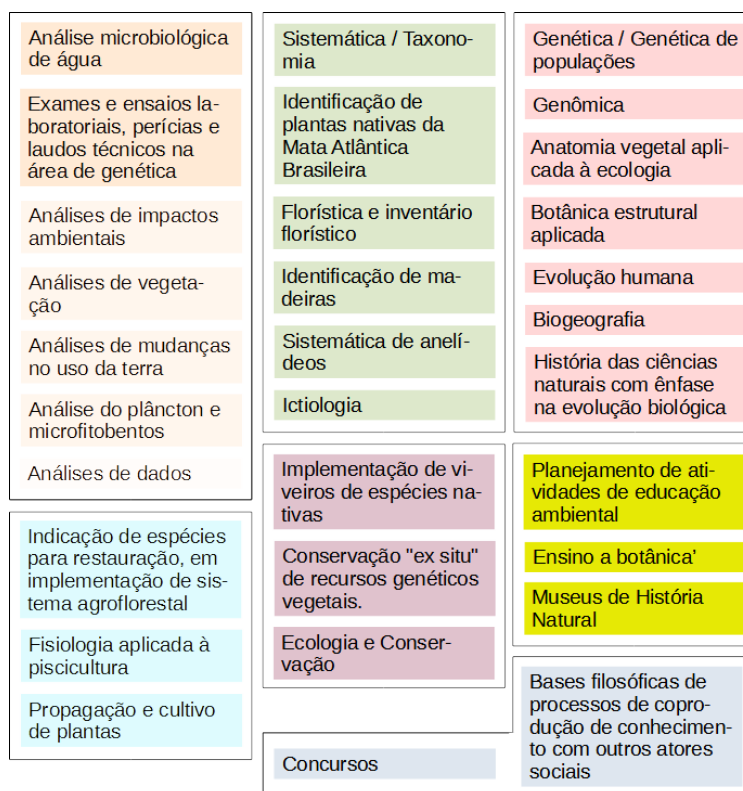 Análise microbiológica
de água
Exames e ensaios la-
boratoriais, perícias e
laudos técnicos na
área de genética
Análises de impactos
ambientais
Análises de vegeta-
ção
Análises de mudanças
no uso da terra
Análise do plâncton e
microfitobentos
Análises de dados
Indicação de espécies
para restauração, em
implementação de sis-
tema agroflorestal
Fisiologia aplicada à
piscicultura
Propagação e cultivo
de plantas
Sistemática / Taxono-
mia
Identificação de
plantas nativas da
Mata Atlântica
Brasileira
Florística e inventário
florístico
Identificação de ma-
deiras
Sistemática de anelí-
deos
Ictiologia
Implementação de vi-
veiros de espécies na-
tivas
Conservação "ex situ"
de recursos genéticos
vegetais.
Ecologia e Conser-
vação
Concursos
Genética / Genética de
populações
Genômica
Anatomia vegetal apli-
cada à ecologia
Botânica estrutural
aplicada
Evolução humana
Biogeografia
História das ciências
naturais com ênfase
na evolução biológica
Planejamento de ati-
vidades de educação
ambiental
Ensino a botânica’
Museus de História
Natural
Bases filosóficas de
processos de copro-
dução de conhecimen-
to com outros atores
sociais